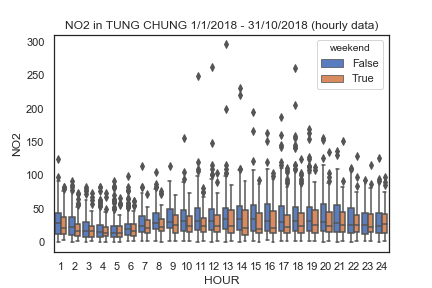 NO2 in TUNG CHUNG 1/1/2018 - 31/10/2018 (hourly data)
300
250
200
150
100
50
0
NO2
weekend
False
True
1 2 3 4 5 6 7 8 9 10 11 12 13 14 15 16 17 18 19 20 21 22 23 24
HOUR